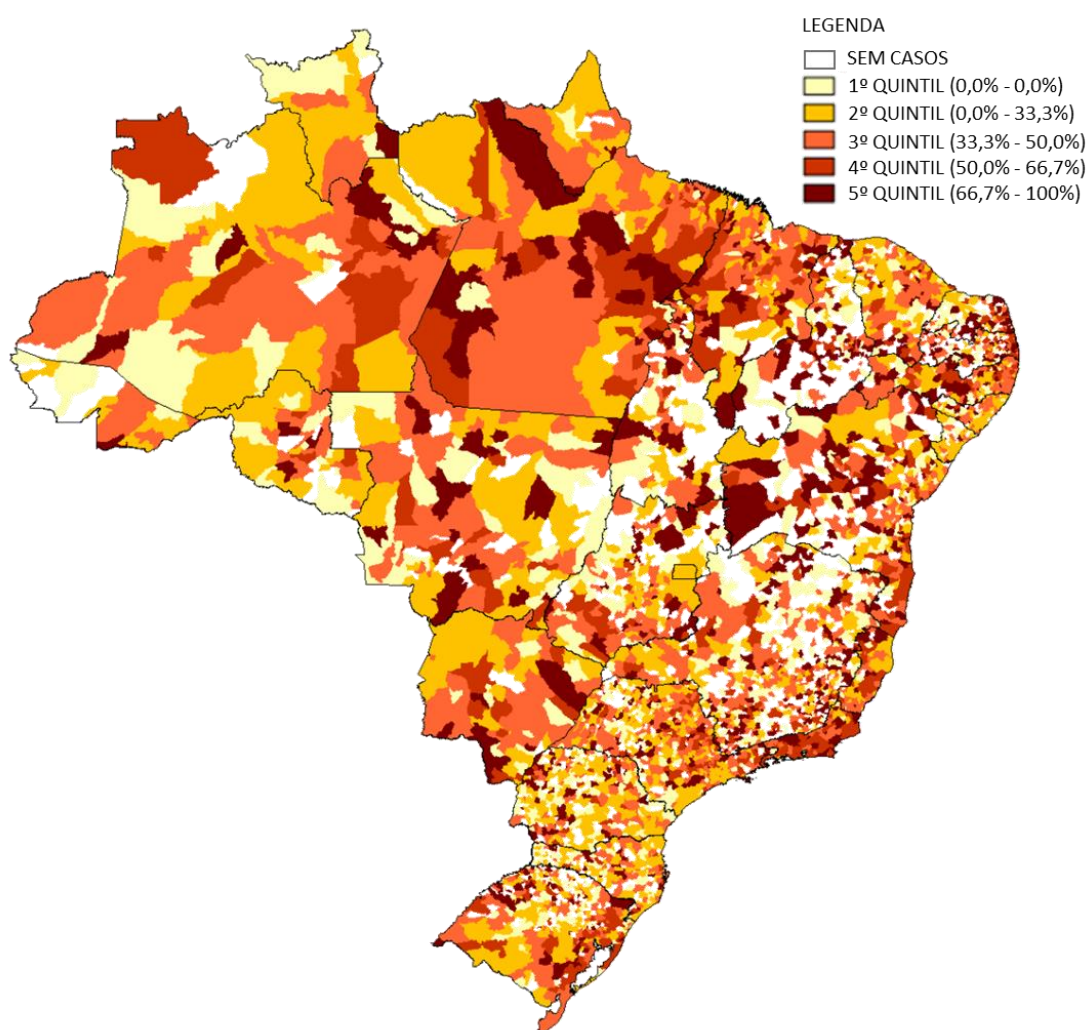 LEGENDA
SEM CASOS
1º QUINTIL (0,0% - 0,0%)
2º QUINTIL (0,0% - 33,3%)
3º QUINTIL (33,3% - 50,0%)
4º QUINTIL (50,0% - 66,7%)
5º QUINTIL (66,7% - 100%)